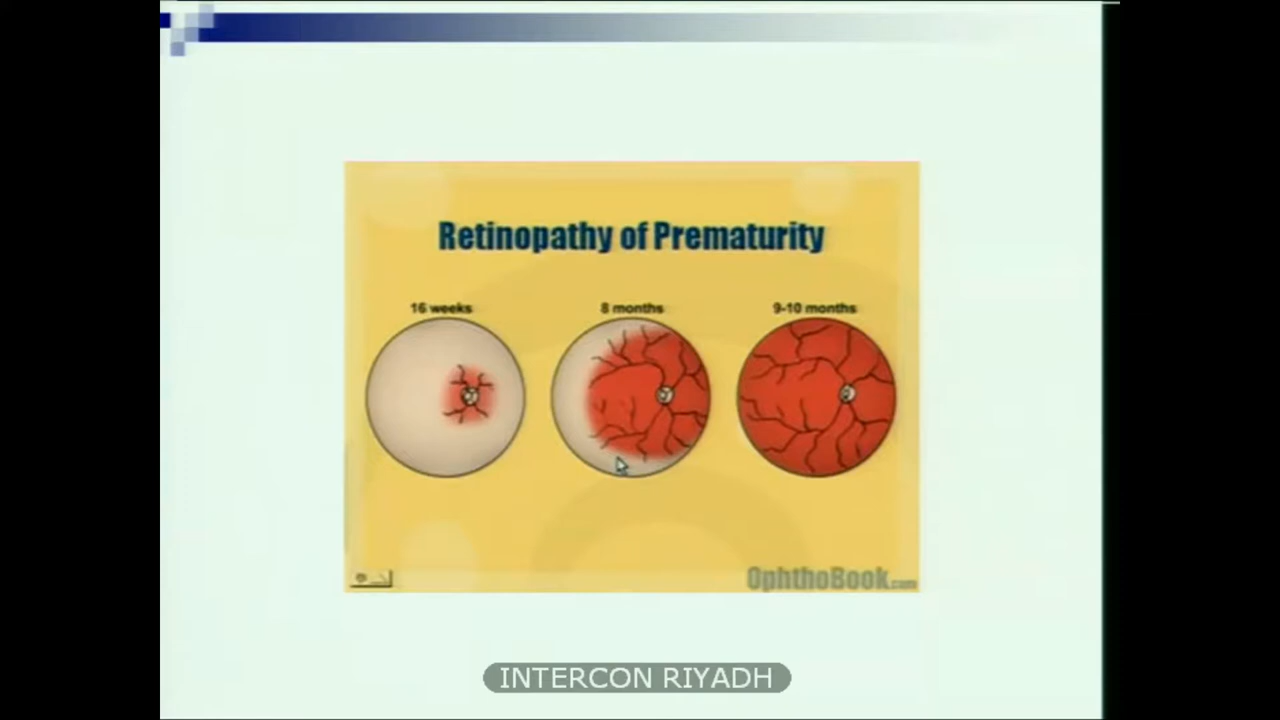 Retinopathy of Prematurity
16 weeks
8 months
9-10 months
OphthoBook.com
INTERCON RIYADH